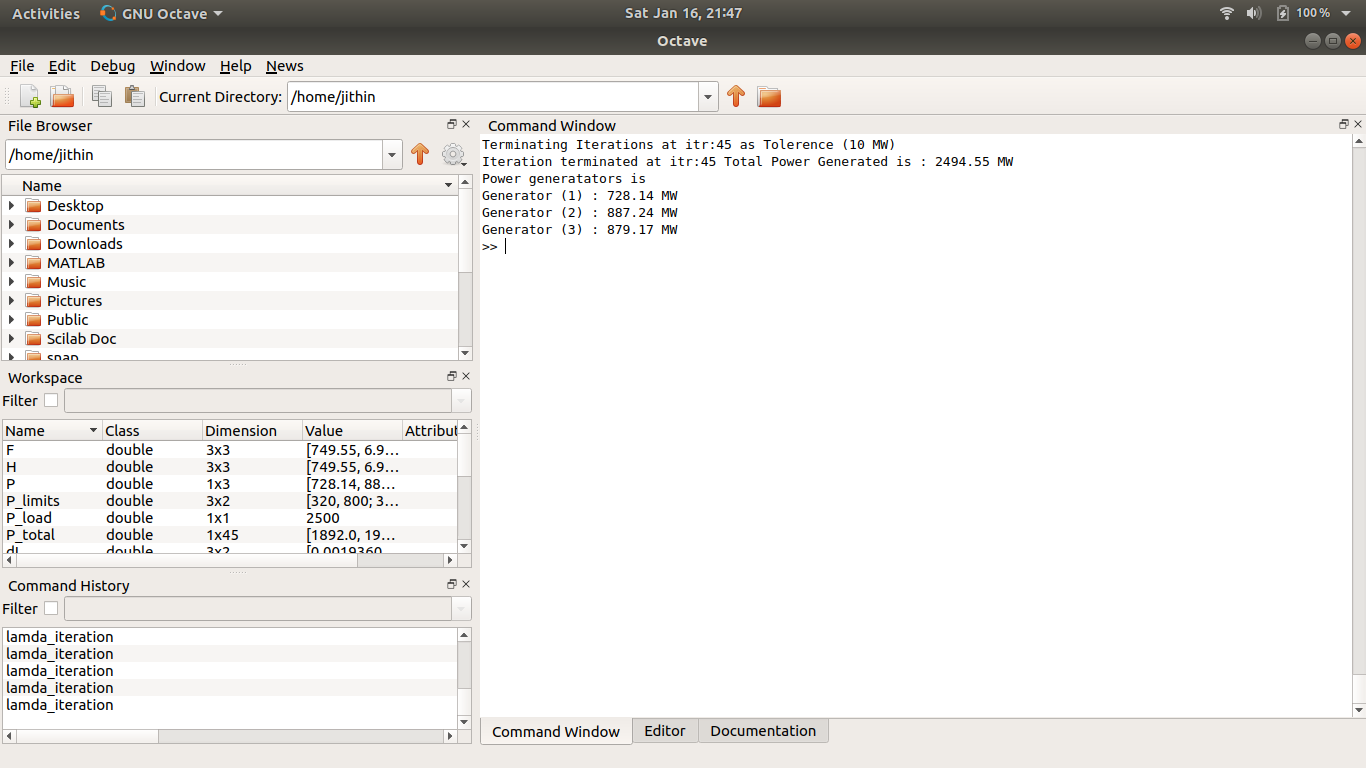 Activities GNU Octave Sat Jan 16, 21:47 100 %
Octave
File Edit Debug Window Help News
Current Directory: /home/jithin
File Browser
/home/jithin
Name
Desktop
Documents
Downloads
MATLAB
Music
Pictures
Public
Scilab Doc
snap
Workspace
Filter
Name Class Dimension Value Attribut
F double 3x3 [749.55, 6.9...
H double 3x3 [749.55, 6.9...
P double 1x3 [728.14, 88...
P_limits double 3x2 [320, 800; 3...
P_load double 1x1 2500
P_total double 1x45 [1892.0, 19...
double 3x2 [0.0019360
Command History
Filter
lamda_iteration
lamda_iteration
lamda_iteration
lamda_iteration
lamda_iteration
Command Window
Terminating Iterations at itr:45 as Tolerence (10 MW)
Iteration terminated at itr:45 Total Power Generated is : 2494.55 MW
Power generatators is
Generator (1) : 728.14 MW
Generator (2) : 887.24 MW
Generator (3) : 879.17 MW
>>
Command Window Editor Documentation